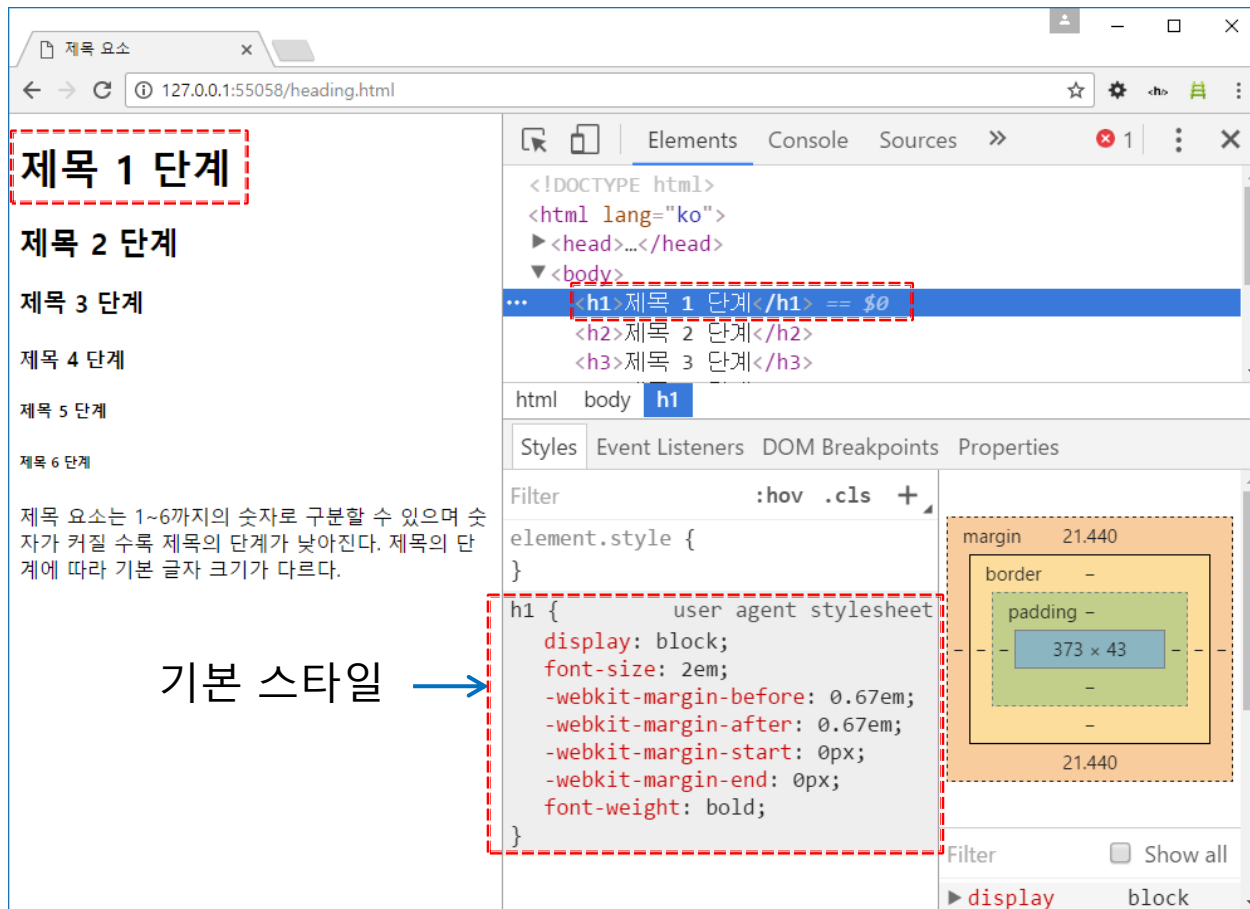 제목 요소
127.0.0.1:55058/heading.html
<h>
제목 1 단계
제목 2 단계
제목 3 단계
제목 4 단계
제목 5 단계
제목 6 단계
제목 요소는 1~6까지의 숫자로 구분할 수 있으며 숫
자가 커질 수록 제목의 단계가 낮아진다. 제목의 단
계에 따라 기본 글자 크기가 다르다.
기본 스타일
Elements Console Sources » 1
<!DOCTYPE html>
<html lang="ko">
▶<head>…</head>
▼<body>
… <h1>제목 1 단계</h1> == $0
<h2>제목 2 단계</h2>
<h3>제목 3 단계</h3>
html body h1
Styles Event Listeners DOM Breakpoints Properties
Filter :hov .cls +
element.style {
}
h1 { user agent stylesheet
display: block;
font-size: 2em;
-webkit-margin-before: 0.67em;
-webkit-margin-after: 0.67em;
-webkit-margin-start: 0px;
-webkit-margin-end: 0px;
font-weight: bold;
}
margin 21.440
border –
padding –
– – – 373 × 43 – – –
–
–
21.440
Filter Show all
▶ display block